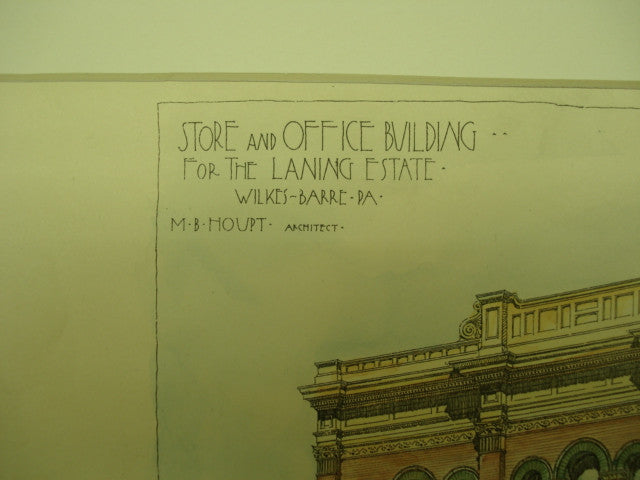 STORE AND OFFICE BUILDING
FOR THE LANING ESTATE.
WILKES-BARRE. PA.
M. B. HOUPT. ARCHITECT.